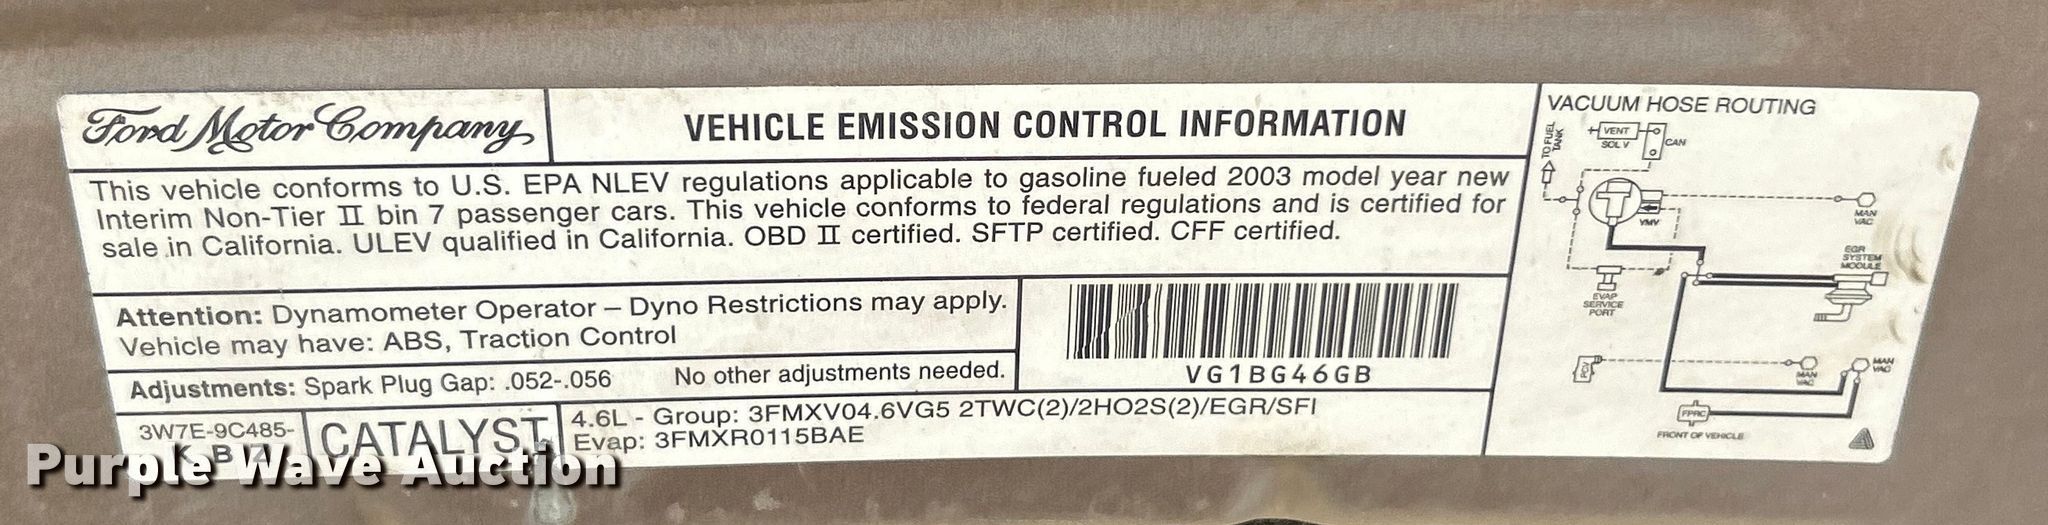 Ford Motor Company
VEHICLE EMISSION CONTROL INFORMATION
This vehicle conforms to U.S. EPA NLEV regulations applicable to gasoline fueled 2003 model year new
Interim Non-Tier II bin 7 passenger cars. This vehicle conforms to federal regulations and is certified for
sale in California. ULEV qualified in California. OBD II certified. SFTP certified. CFF certified.
Attention: Dynamometer Operator – Dyno Restrictions may apply.
Vehicle may have: ABS, Traction Control
Adjustments: Spark Plug Gap: .052-.056 No other adjustments needed.
VG1BG46GB
3W7E-9C485-
CATALYST
4.6L - Group: 3FMXV04.6VG5 2TWC(2)/2HO2S(2)/EGR/SFI
Evap: 3FMXR0115BAE
VACUUM HOSE ROUTING
TO FUEL
TANK
VENT
SOL V
CAN
VMV
MAN
VAC
EGR
SYSTEM
MODULE
EVAP
SERVICE
PORT
PCV
MAN
VAC
MAN
VAC
FPRC
FRONT OF VEHICLE
Purple Wave Auction